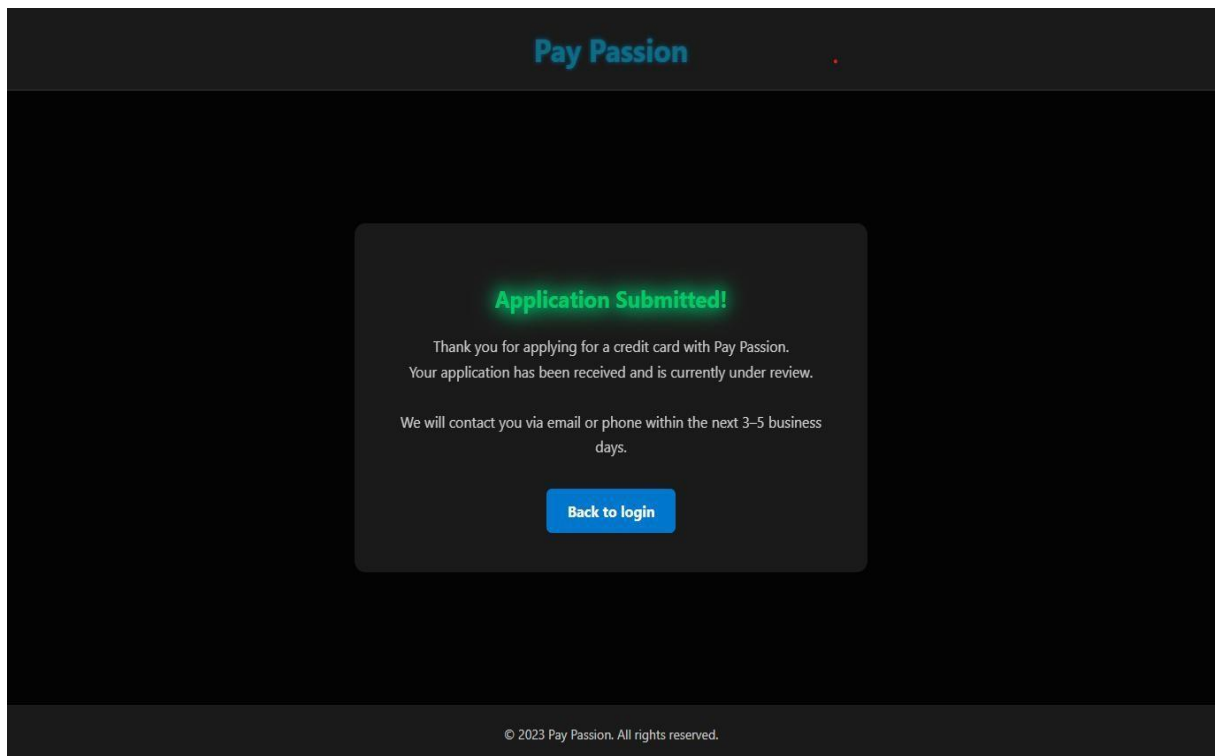 Pay Passion
Application Submitted!
Thank you for applying for a credit card with Pay Passion.
Your application has been received and is currently under review.
We will contact you via email or phone within the next 3–5 business
days.
Back to login
© 2023 Pay Passion. All rights reserved.